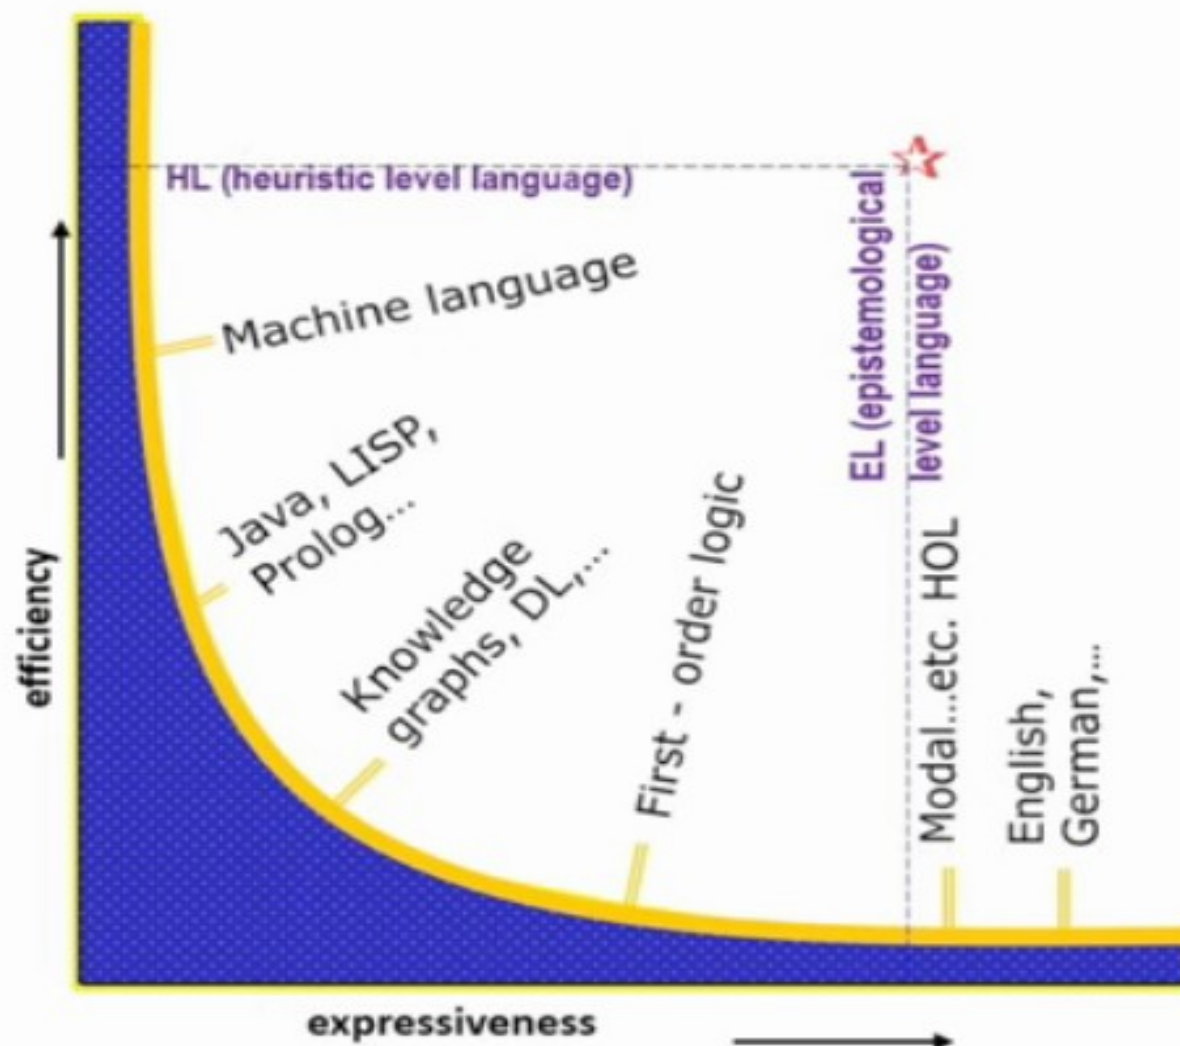 HL (heuristic level language)
EL (epistemological
level language)
Machine language
Java, LISP,
Prolog...
Knowledge
graphs, DL,...
First - order logic
Modal...etc. HOL
English,
German,...
efficiency
expressiveness